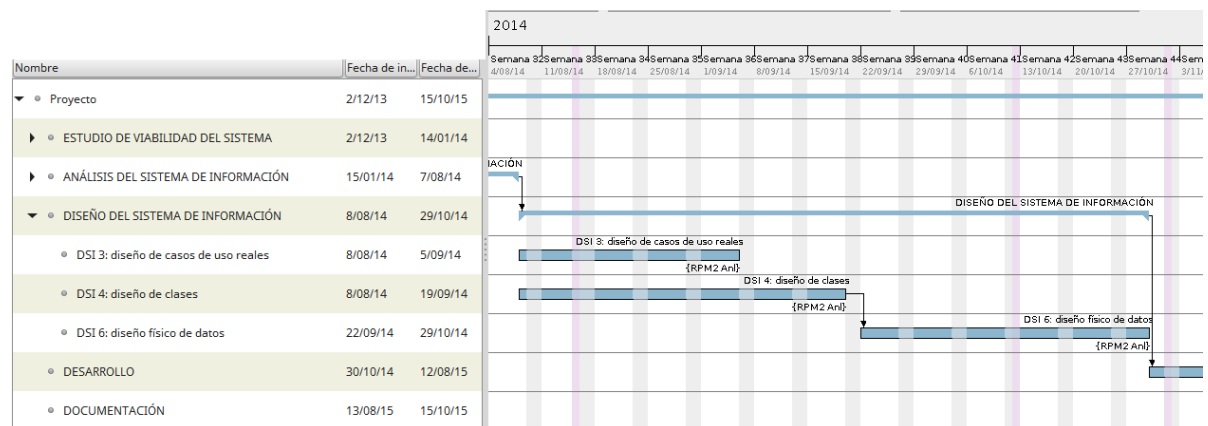 2014
Nombre Fecha de in... Fecha de...
Semana 32 Semana 33 Semana 34 Semana 35 Semana 36 Semana 37 Semana 38 Semana 39 Semana 40 Semana 41 Semana 42 Semana 43 Semana 44 Sem
4/08/14 11/08/14 18/08/14 25/08/14 1/09/14 8/09/14 15/09/14 22/09/14 29/09/14 6/10/14 13/10/14 20/10/14 27/10/14 3/11/
Proyecto 2/12/13 15/10/15
ESTUDIO DE VIABILIDAD DEL SISTEMA 2/12/13 14/01/14
MACIÓN
ANÁLISIS DEL SISTEMA DE INFORMACIÓN 15/01/14 7/08/14
DISEÑO DEL SISTEMA DE INFORMACIÓN
DISEÑO DEL SISTEMA DE INFORMACIÓN 8/08/14 29/10/14
DSI 3: diseño de casos de uso reales
DSI 3: diseño de casos de uso reales 8/08/14 5/09/14
{RPM2 Anl}
DSI 4: diseño de clases
DSI 4: diseño de clases 8/08/14 19/09/14
{RPM2 Anl}
DSI 6: diseño físico de datos
DSI 6: diseño físico de datos 22/09/14 29/10/14
{RPM2 Anl}
DESARROLLO 30/10/14 12/08/15
DOCUMENTACIÓN 13/08/15 15/10/15